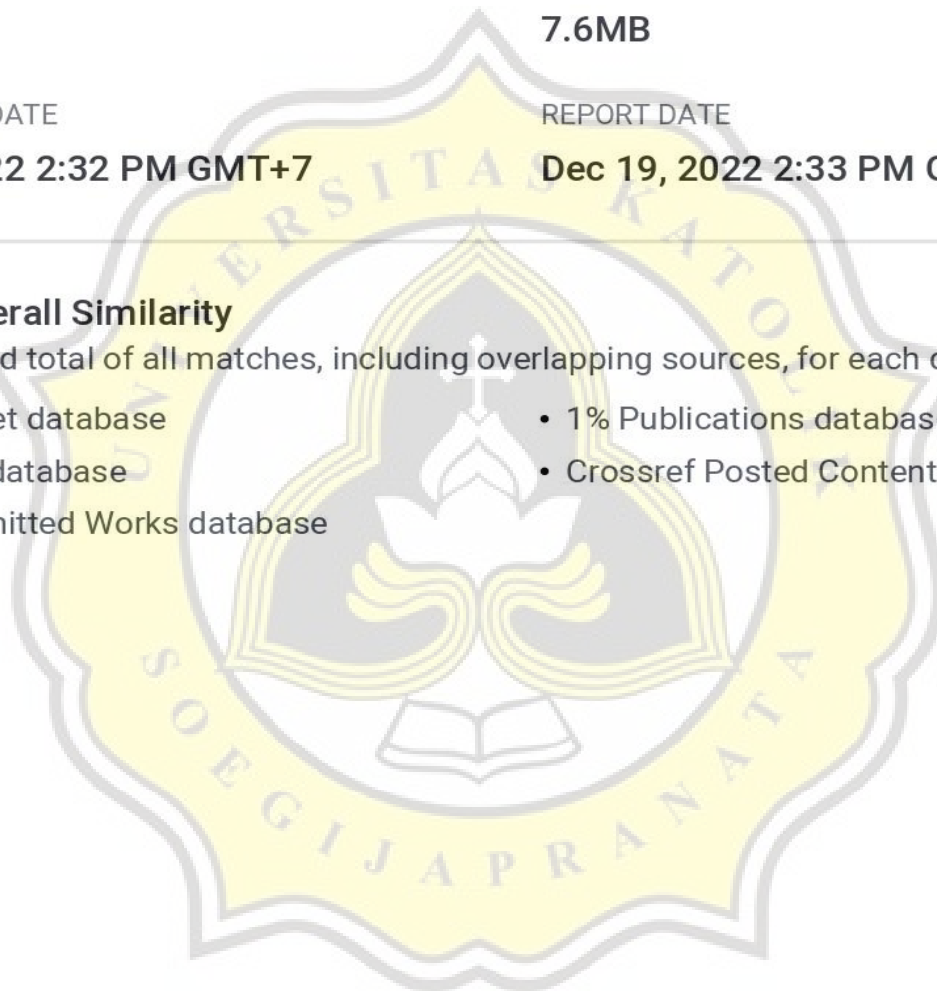 7.6MB
DATE REPORT DATE
22 2:32 PM GMT+7 Dec 19, 2022 2:33 PM
erall Similarity
d total of all matches, including overlapping sources, for each
et database • 1% Publications databas
database • Crossref Posted Content
mitted Works database
UNIVERSITAS KATOLIK
SOEGIJAPRANATA